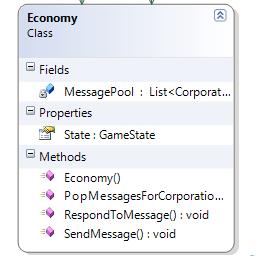 Economy
Class
Fields
MessagePool : List<Corporat...
Properties
State : GameState
Methods
Economy()
PopMessagesForCorporatio...
RespondToMessage() : void
SendMessage() : void